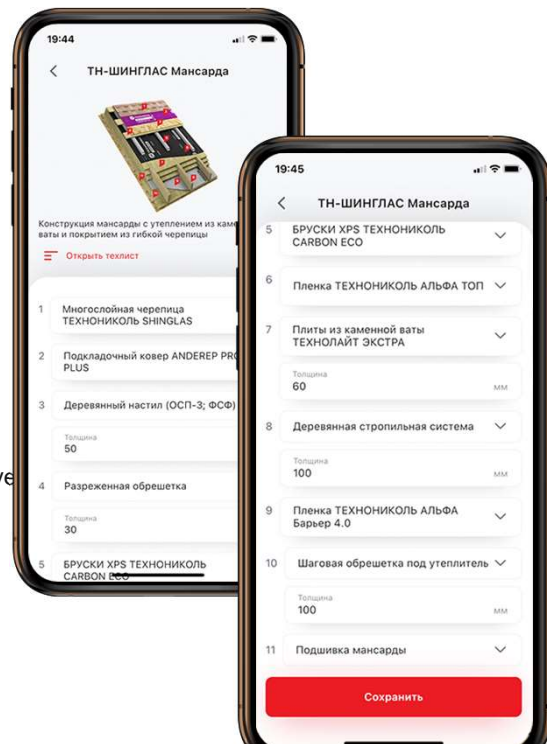 19:44
ТН-ШИНГЛАС Мансарда
Конструкция мансарды с утеплением из
ваты и покрытием из гибкой черепицы
Открыть техлист
1 Многослойная черепица
ТЕХНОНИКОЛЬ SHINGLAS
2 Подкладочный ковер ANDEREP
PLUS
3 Деревянный настил (ОСП-3; ФСФ)
Толщина
50
4 Разреженная обрешетка
Толщина
30
5 БРУСКИ XPS ТЕХНОНИКОЛЬ
CARBON ECO
19:45
ТН-ШИНГЛАС Мансарда
5 БРУСКИ XPS ТЕХНОНИКОЛЬ
CARBON ECO
6 Пленка ТЕХНОНИКОЛЬ АЛЬФА ТОП
7 Плиты из каменной ваты
ТЕХНОЛАЙТ ЭКСТРА
Толщина
60 мм
8 Деревянная стропильная система
Толщина
100 мм
9 Пленка ТЕХНОНИКОЛЬ АЛЬФА
Барьер 4.0
10 Шаговая обрешетка под утеплитель
Толщина
100 мм
11 Подшивка мансарды
Сохранить